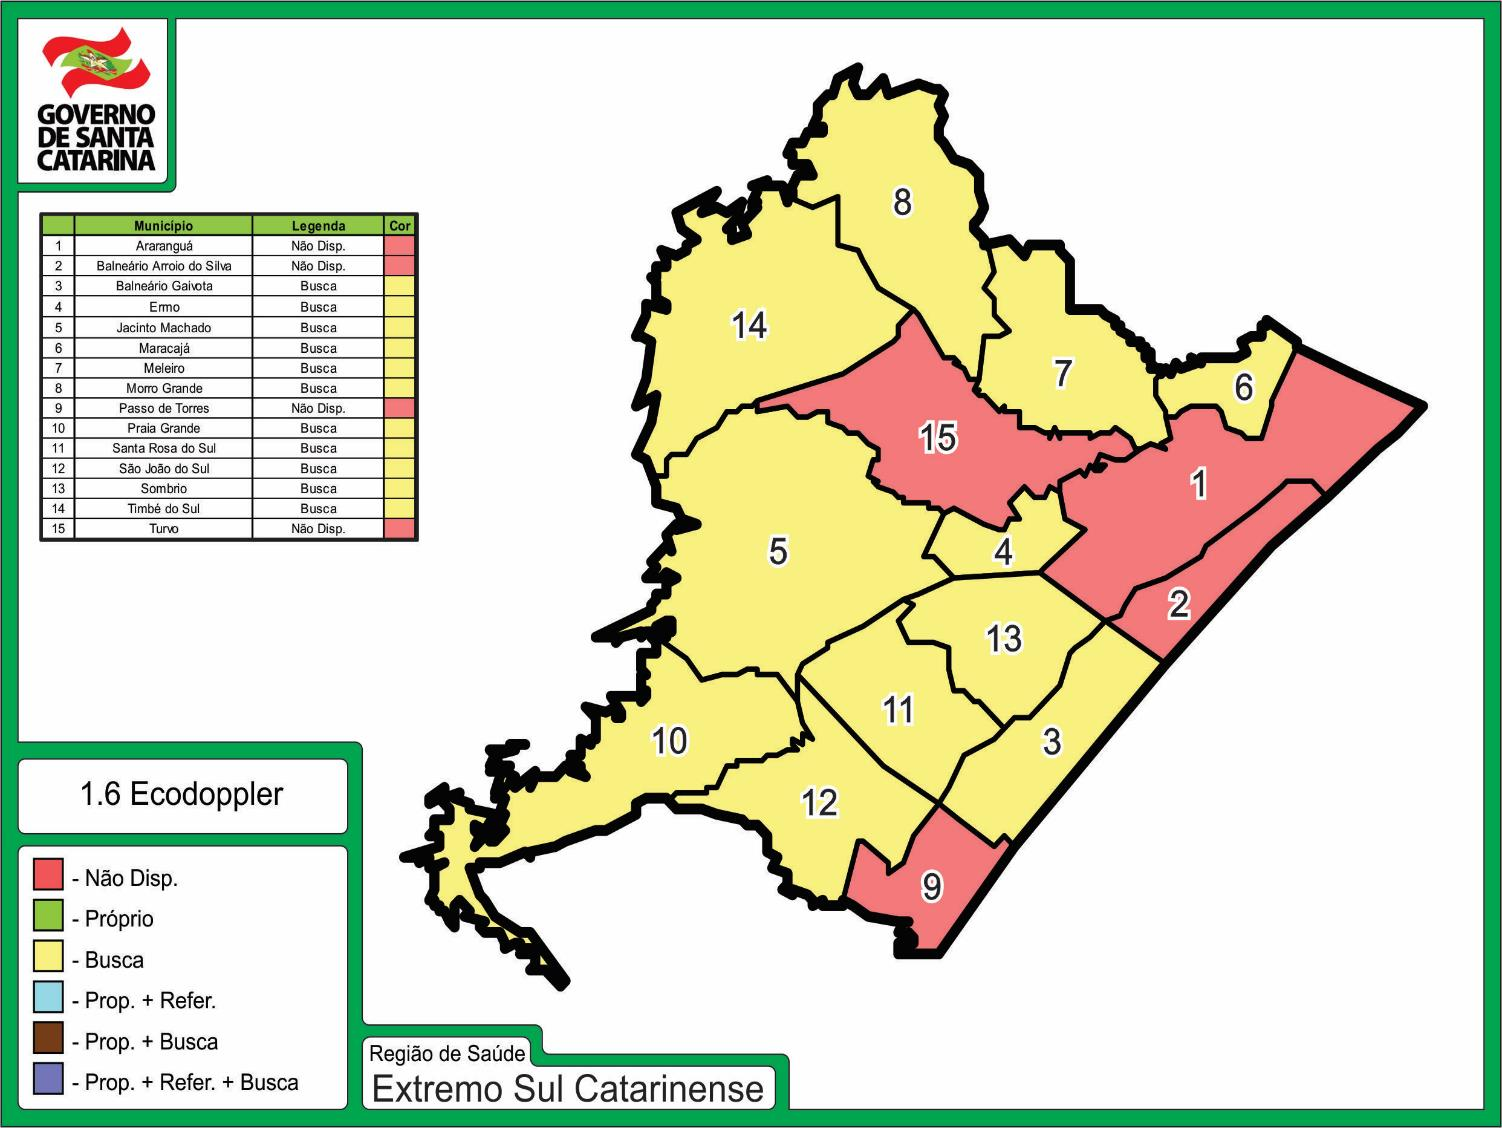 GOVERNO
DE SANTA
CATARINA
Município Legenda Cor
1 Araranguá Não Disp.
2 Balneário Arroio do Silva Não Disp.
3 Balneário Gaivota Busca
4 Ermo Busca
5 Jacinto Machado Busca
6 Maracajá Busca
7 Meleiro Busca
8 Morro Grande Busca
9 Passo de Torres Não Disp.
10 Praia Grande Busca
11 Santa Rosa do Sul Busca
12 São João do Sul Busca
13 Sombrio Busca
14 Timbé do Sul Busca
15 Turvo Não Disp.
8
14
7
6
15
1
5
4
2
13
11
3
10
12
9
1.6 Ecodoppler
- Não Disp.
- Próprio
- Busca
- Prop. + Refer.
- Prop. + Busca
- Prop. + Refer. + Busca
Região de Saúde
Extremo Sul Catarinense